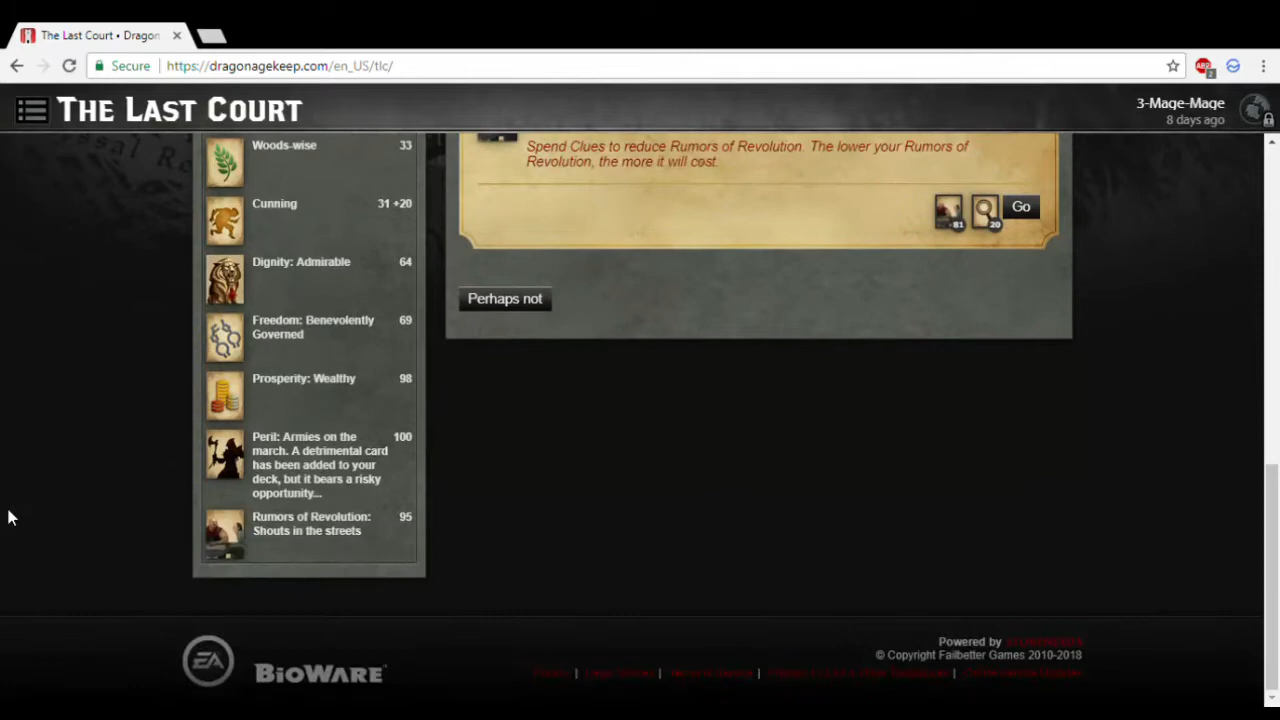 The Last Court • Dragon
Secure | https://dragonagekeep.com/en_US/tlc/
ABP
2
THE LAST COURT
3-Mage-Mage
8 days ago
Woods-wise 33
Cunning 31 +20
Dignity: Admirable 64
Freedom: Benevolently 69
Governed
Prosperity: Wealthy 98
Peril: Armies on the 100
march. A detrimental card
has been added to your
deck, but it bears a risky
opportunity...
Rumors of Revolution: 95
Shouts in the streets
Spend Clues to reduce Rumors of Revolution. The lower your Rumors of
Revolution, the more it will cost.
81 20 Go
Perhaps not
EA
BIOWARE
Powered by
© Copyright Failbetter Games 2010-2018